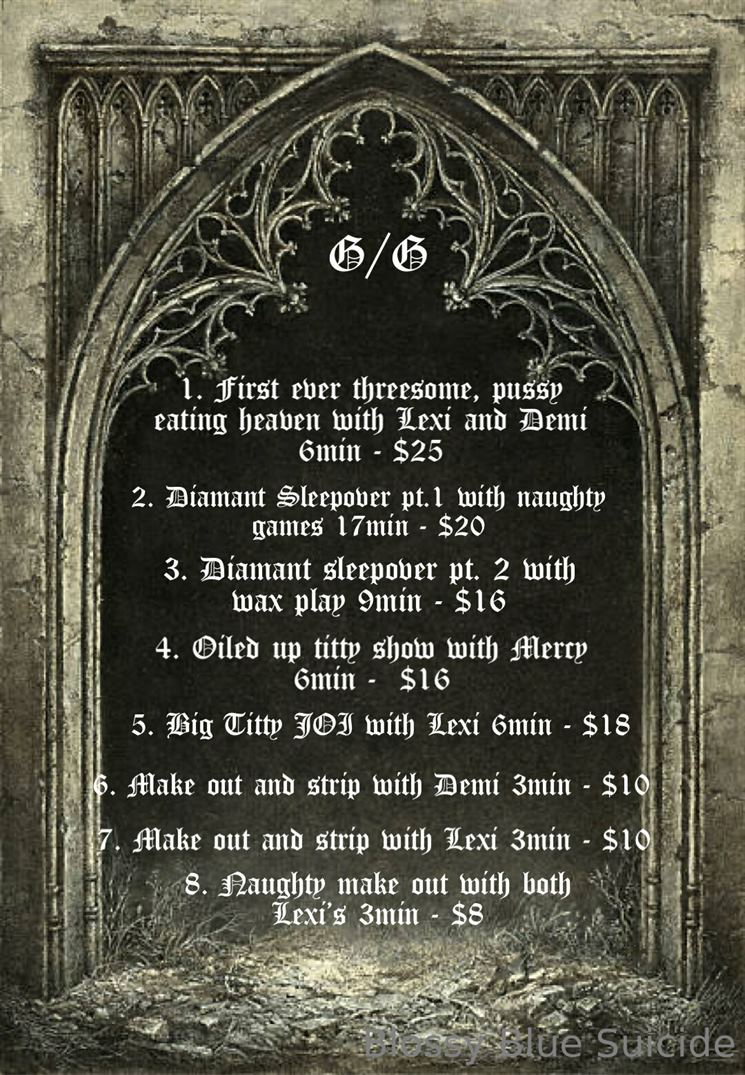 G/G
1. First ever threesome, pussy
eating heaven with Lexi and Demi
6min - $25
2. Diamant Sleepover pt.1 with naughty
games 17min - $20
3. Diamant sleepover pt. 2 with
wax play 9min - $16
4. Oiled up titty show with Mercy
6min -  $16
5. Big Titty JOI with Lexi 6min - $18
6. Make out and strip with Demi 3min - $10
7. Make out and strip with Lexi 3min - $10
8. Naughty make out with both
Lexi's 3min - $8
Blossy Blue Suicide